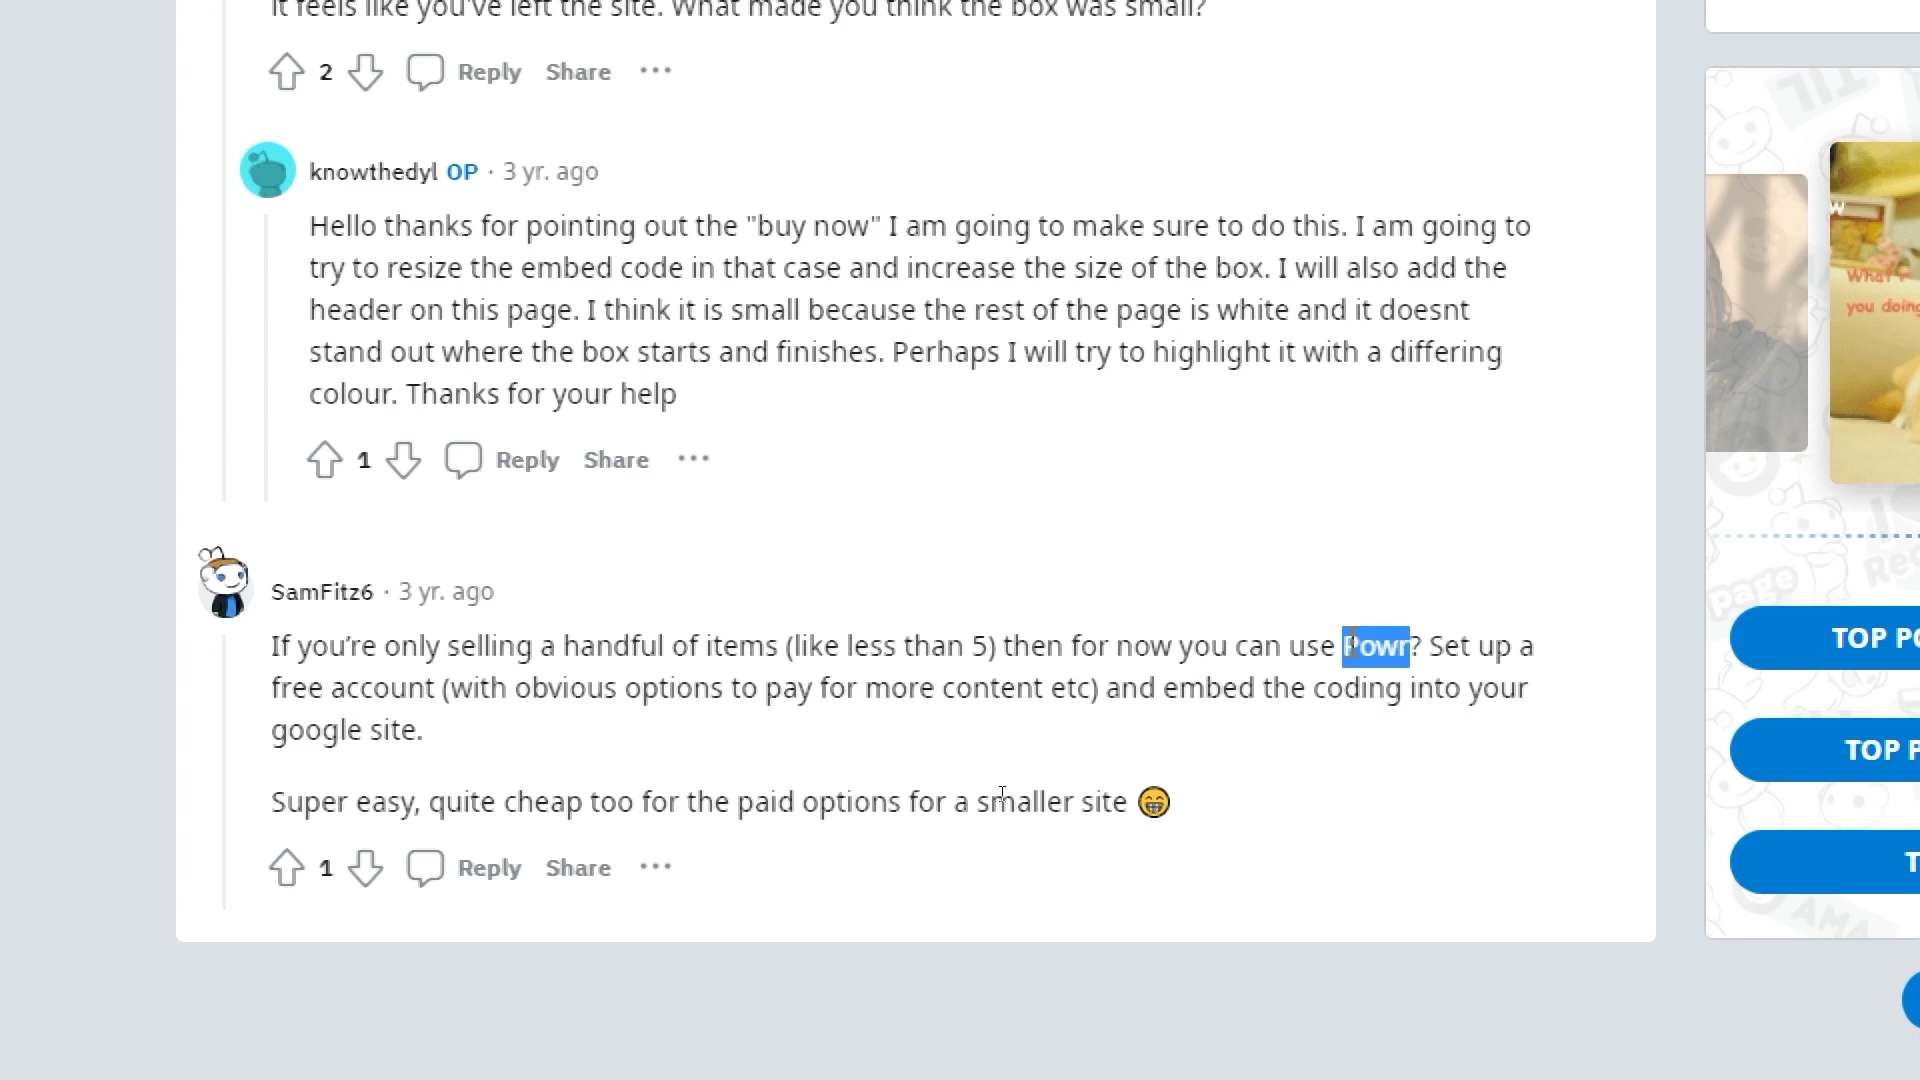 it feels like you've left the site. What made you think the box was small?
2 Reply Share ...
knowthedyl OP · 3 yr. ago
Hello thanks for pointing out the "buy now" I am going to make sure to do this. I am going to
try to resize the embed code in that case and increase the size of the box. I will also add the
header on this page. I think it is small because the rest of the page is white and it doesnt
stand out where the box starts and finishes. Perhaps I will try to highlight it with a differing
colour. Thanks for your help
1 Reply Share ...
SamFitz6 · 3 yr. ago
If you’re only selling a handful of items (like less than 5) then for now you can use Powr? Set up a
free account (with obvious options to pay for more content etc) and embed the coding into your
google site.
Super easy, quite cheap too for the paid options for a smaller site 😁
1 Reply Share ...
TIL
W
What
you doing
Page
Rec
TOP PO
TOP P
T
AMA